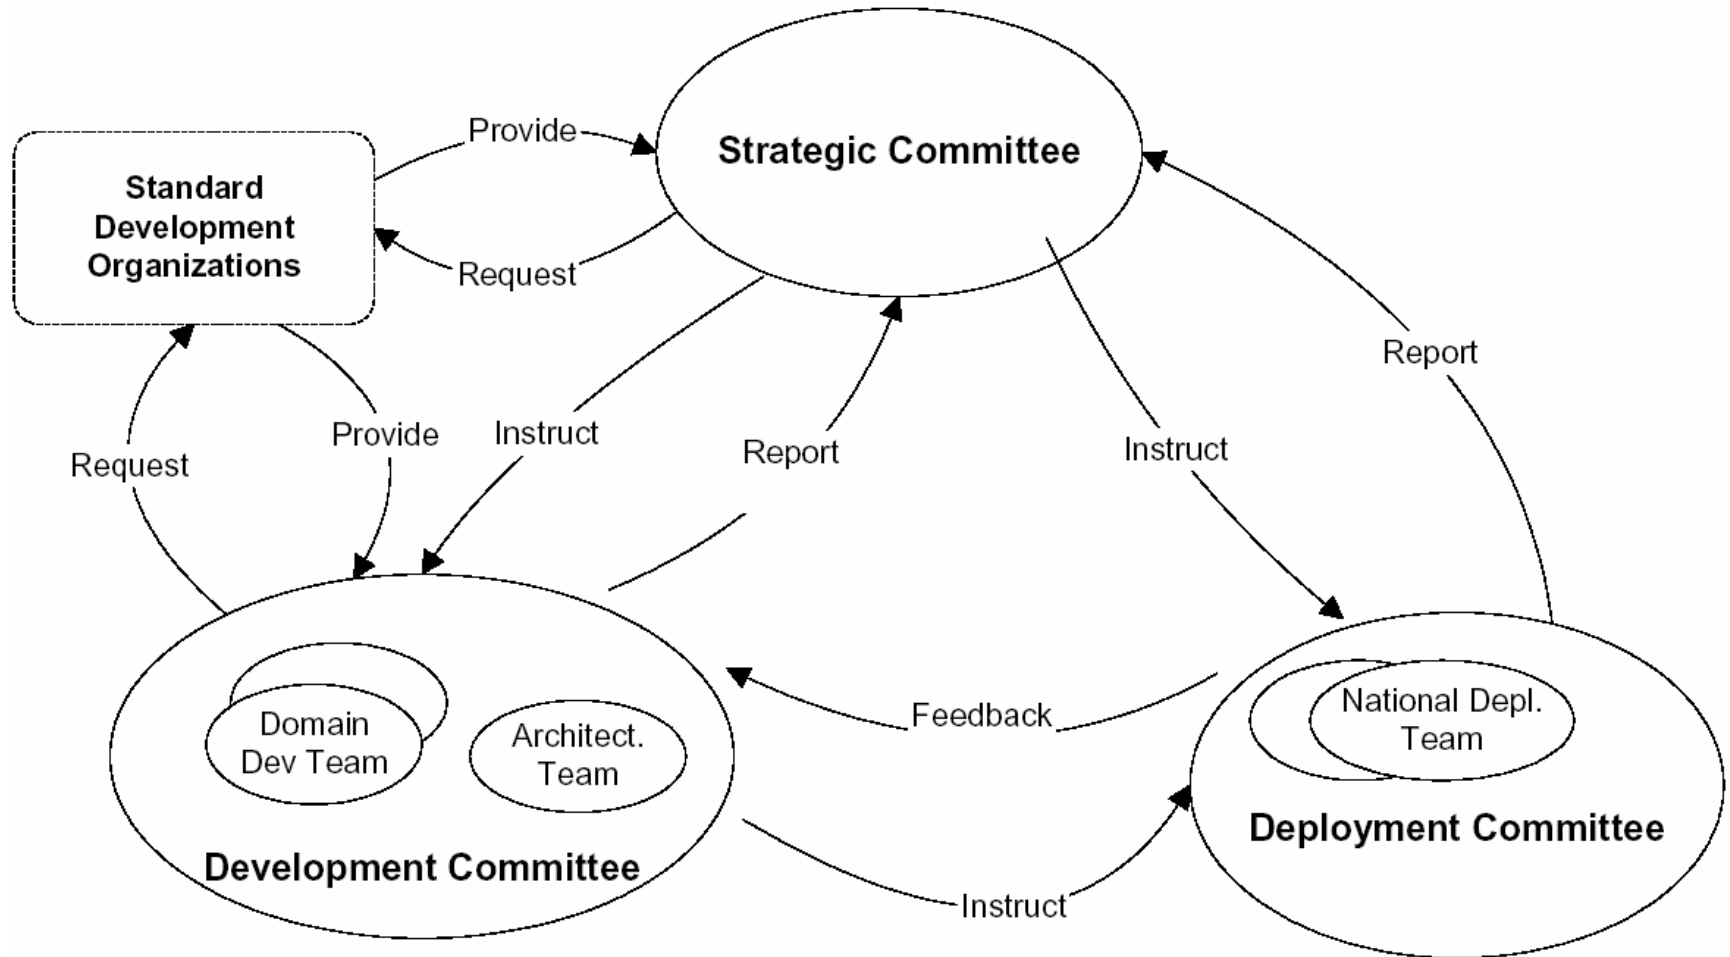 Provide
Strategic Committee
Standard
Development
Organizations
Request
Report
Provide
Instruct
Report
Instruct
Request
Feedback
National Depl.
Team
Domain
Dev Team
Architect.
Team
Deployment Committee
Development Committee
Instruct